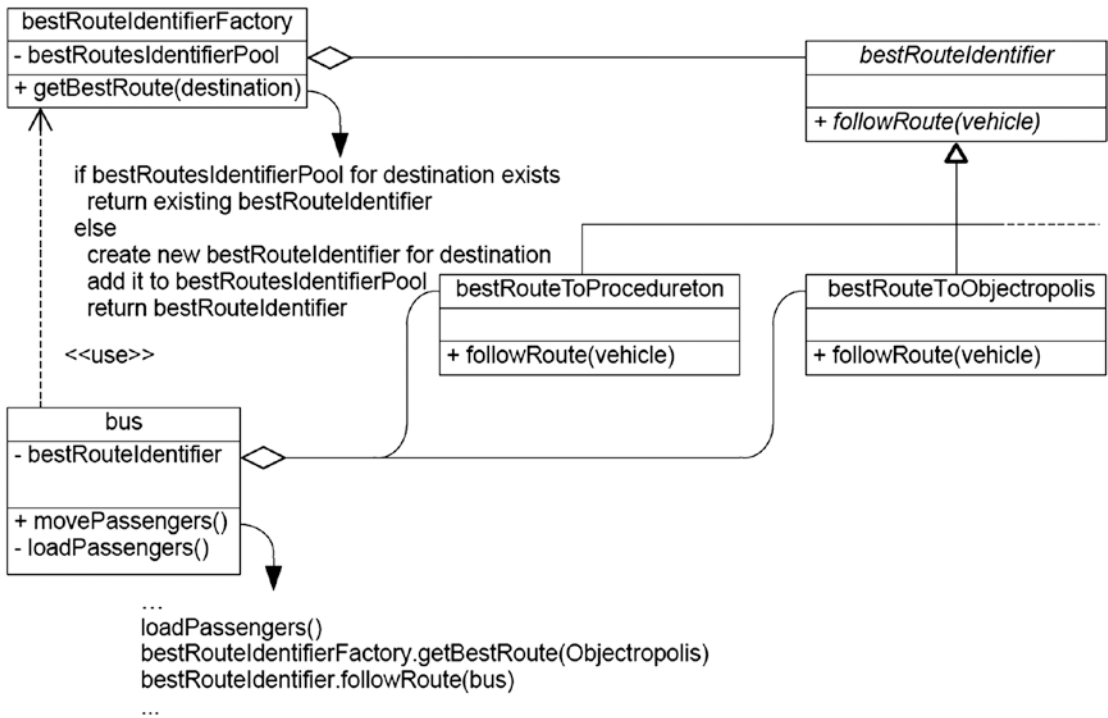 bestRouteIdentifierFactory
- bestRoutesIdentifierPool
+ getBestRoute(destination)
bestRouteIdentifier
+ followRoute(vehicle)
if bestRoutesIdentifierPool for destination exists
return existing bestRouteIdentifier
else
create new bestRouteIdentifier for destination
add it to bestRoutesIdentifierPool
return bestRouteIdentifier
bestRouteToProcedureton
+ followRoute(vehicle)
bestRouteToObjectropolis
+ followRoute(vehicle)
<<use>>
bus
- bestRouteIdentifier
+ movePassengers()
- loadPassengers()
...
loadPassengers()
bestRouteIdentifierFactory.getBestRoute(Objectropolis)
bestRouteIdentifier.followRoute(bus)
...